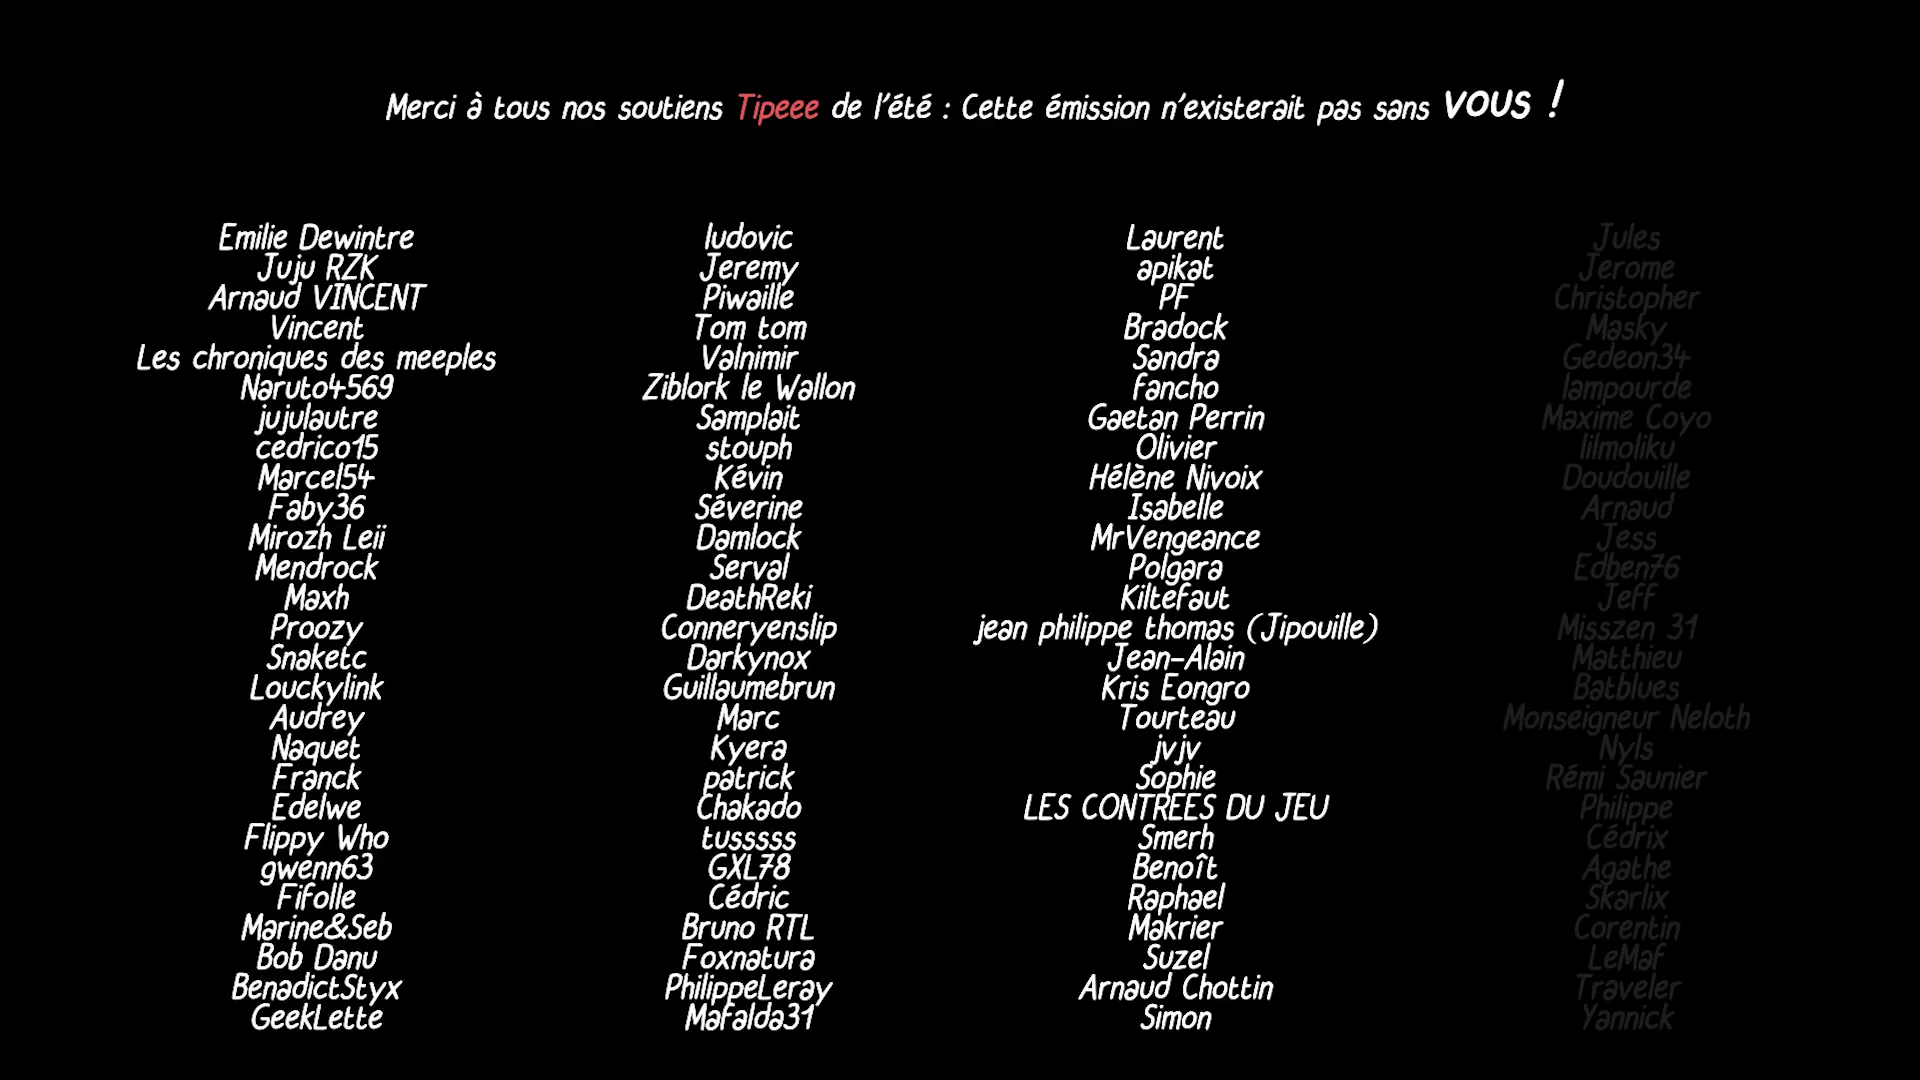 Merci à tous nos soutiens Tipeee de l'été : Cette émission n'existerait pas sans VOUS !
Emilie Dewintre
Juju RZK
Arnaud VINCENT
Vincent
Les chroniques des meeples
Naruto4569
jujulautre
cedrico15
Marcel54
Faby36
Mirozh Leïi
Mendrock
Maxh
Proozy
Snaketc
Louckylink
Audrey
Naquet
Franck
Edelwe
Flippy Who
gwenn63
Fifolle
Marine&Seb
Bob Danu
BenadictStyx
GeekLette
ludovic
Jeremy
Piwaille
Tom tom
Valnimir
Ziblork le Wallon
Samplait
stouph
Kévin
Séverine
Damlock
Serval
DeathReki
Conneryenslip
Darkynox
Guillaumebrun
Marc
Kyera
patrick
Chakado
tusssss
GXL78
Cédric
Bruno RTL
Foxnatura
PhilippeLeray
Mafalda31
Laurent
apikat
PF
Bradock
Sandra
fancho
Gaetan Perrin
Olivier
Hélène Nivoix
Isabelle
MrVengeance
Polgara
Kiltefaut
jean philippe thomas (Jipouille)
Jean-Alain
Kris Eongro
Tourteau
jvjv
Sophie
LES CONTREES DU JEU
Smerh
Benoît
Raphael
Makrier
Suzel
Arnaud Chottin
Simon
Jules
Jerome
Christopher
Masky
Gedeon34
lampourde
Maxime Coyo
lilmoliku
Doudouille
Arnaud
Jess
Edben76
Jeff
Misszen 31
Matthieu
Batblues
Monseigneur Neloth
Nyls
Rémi Saunier
Philippe
Cédrix
Agathe
Skarlix
Corentin
LeMaf
Traveler
Yannick